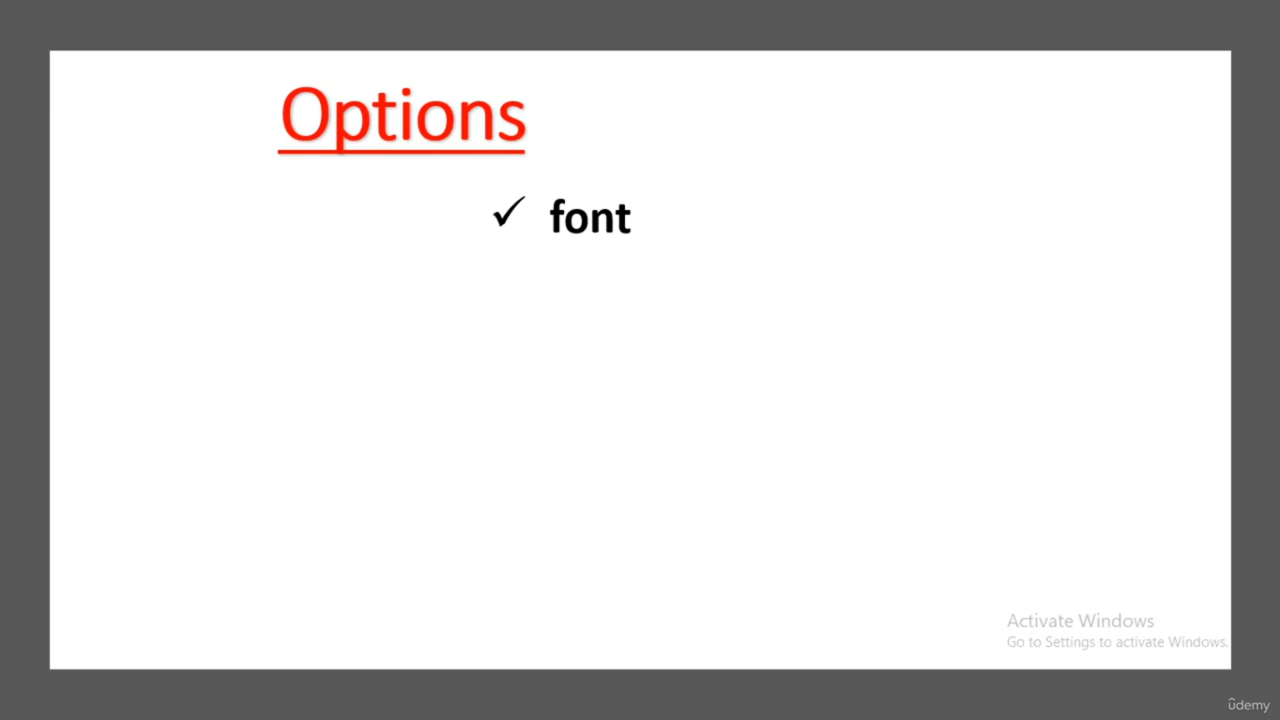 Options
✓ font
Activate Windows
Go to Settings to activate Windows.
ûdemy